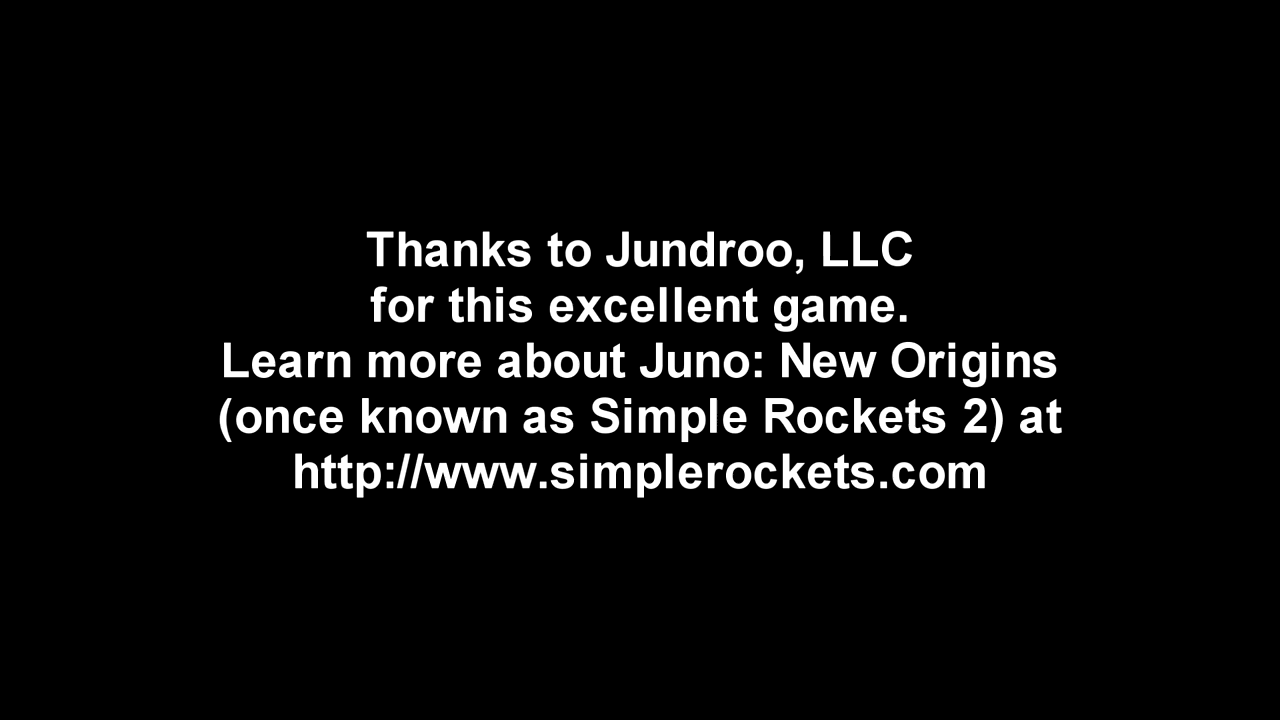 Thanks to Jundroo, LLC
for this excellent game.
Learn more about Juno: New Origins
(once known as Simple Rockets 2) at
http://www.simplerockets.com